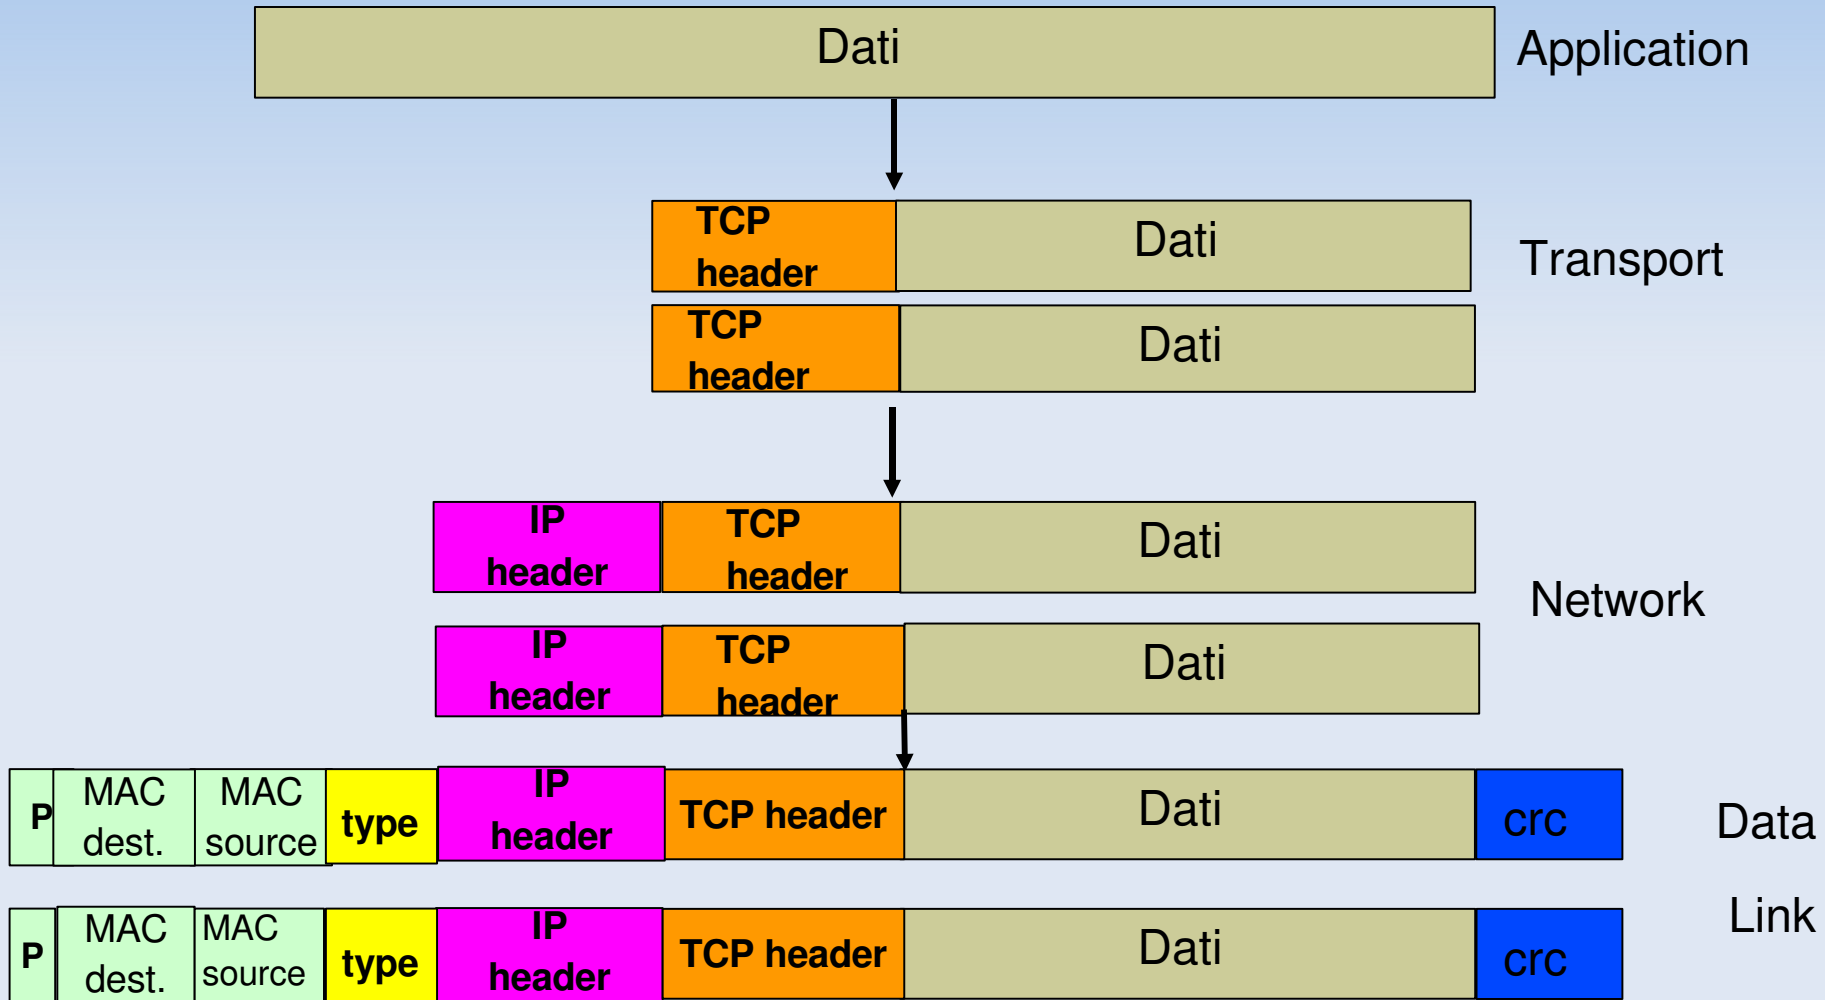 Dati
Application
TCP
header
Dati
Transport
TCP
header
Dati
IP
header
TCP
header
Dati
Network
IP
header
TCP
header
Dati
P
MAC
dest.
MAC
source
type
IP
header
TCP header
Dati
crc
Data
Link
P
MAC
dest.
MAC
source
type
IP
header
TCP header
Dati
crc